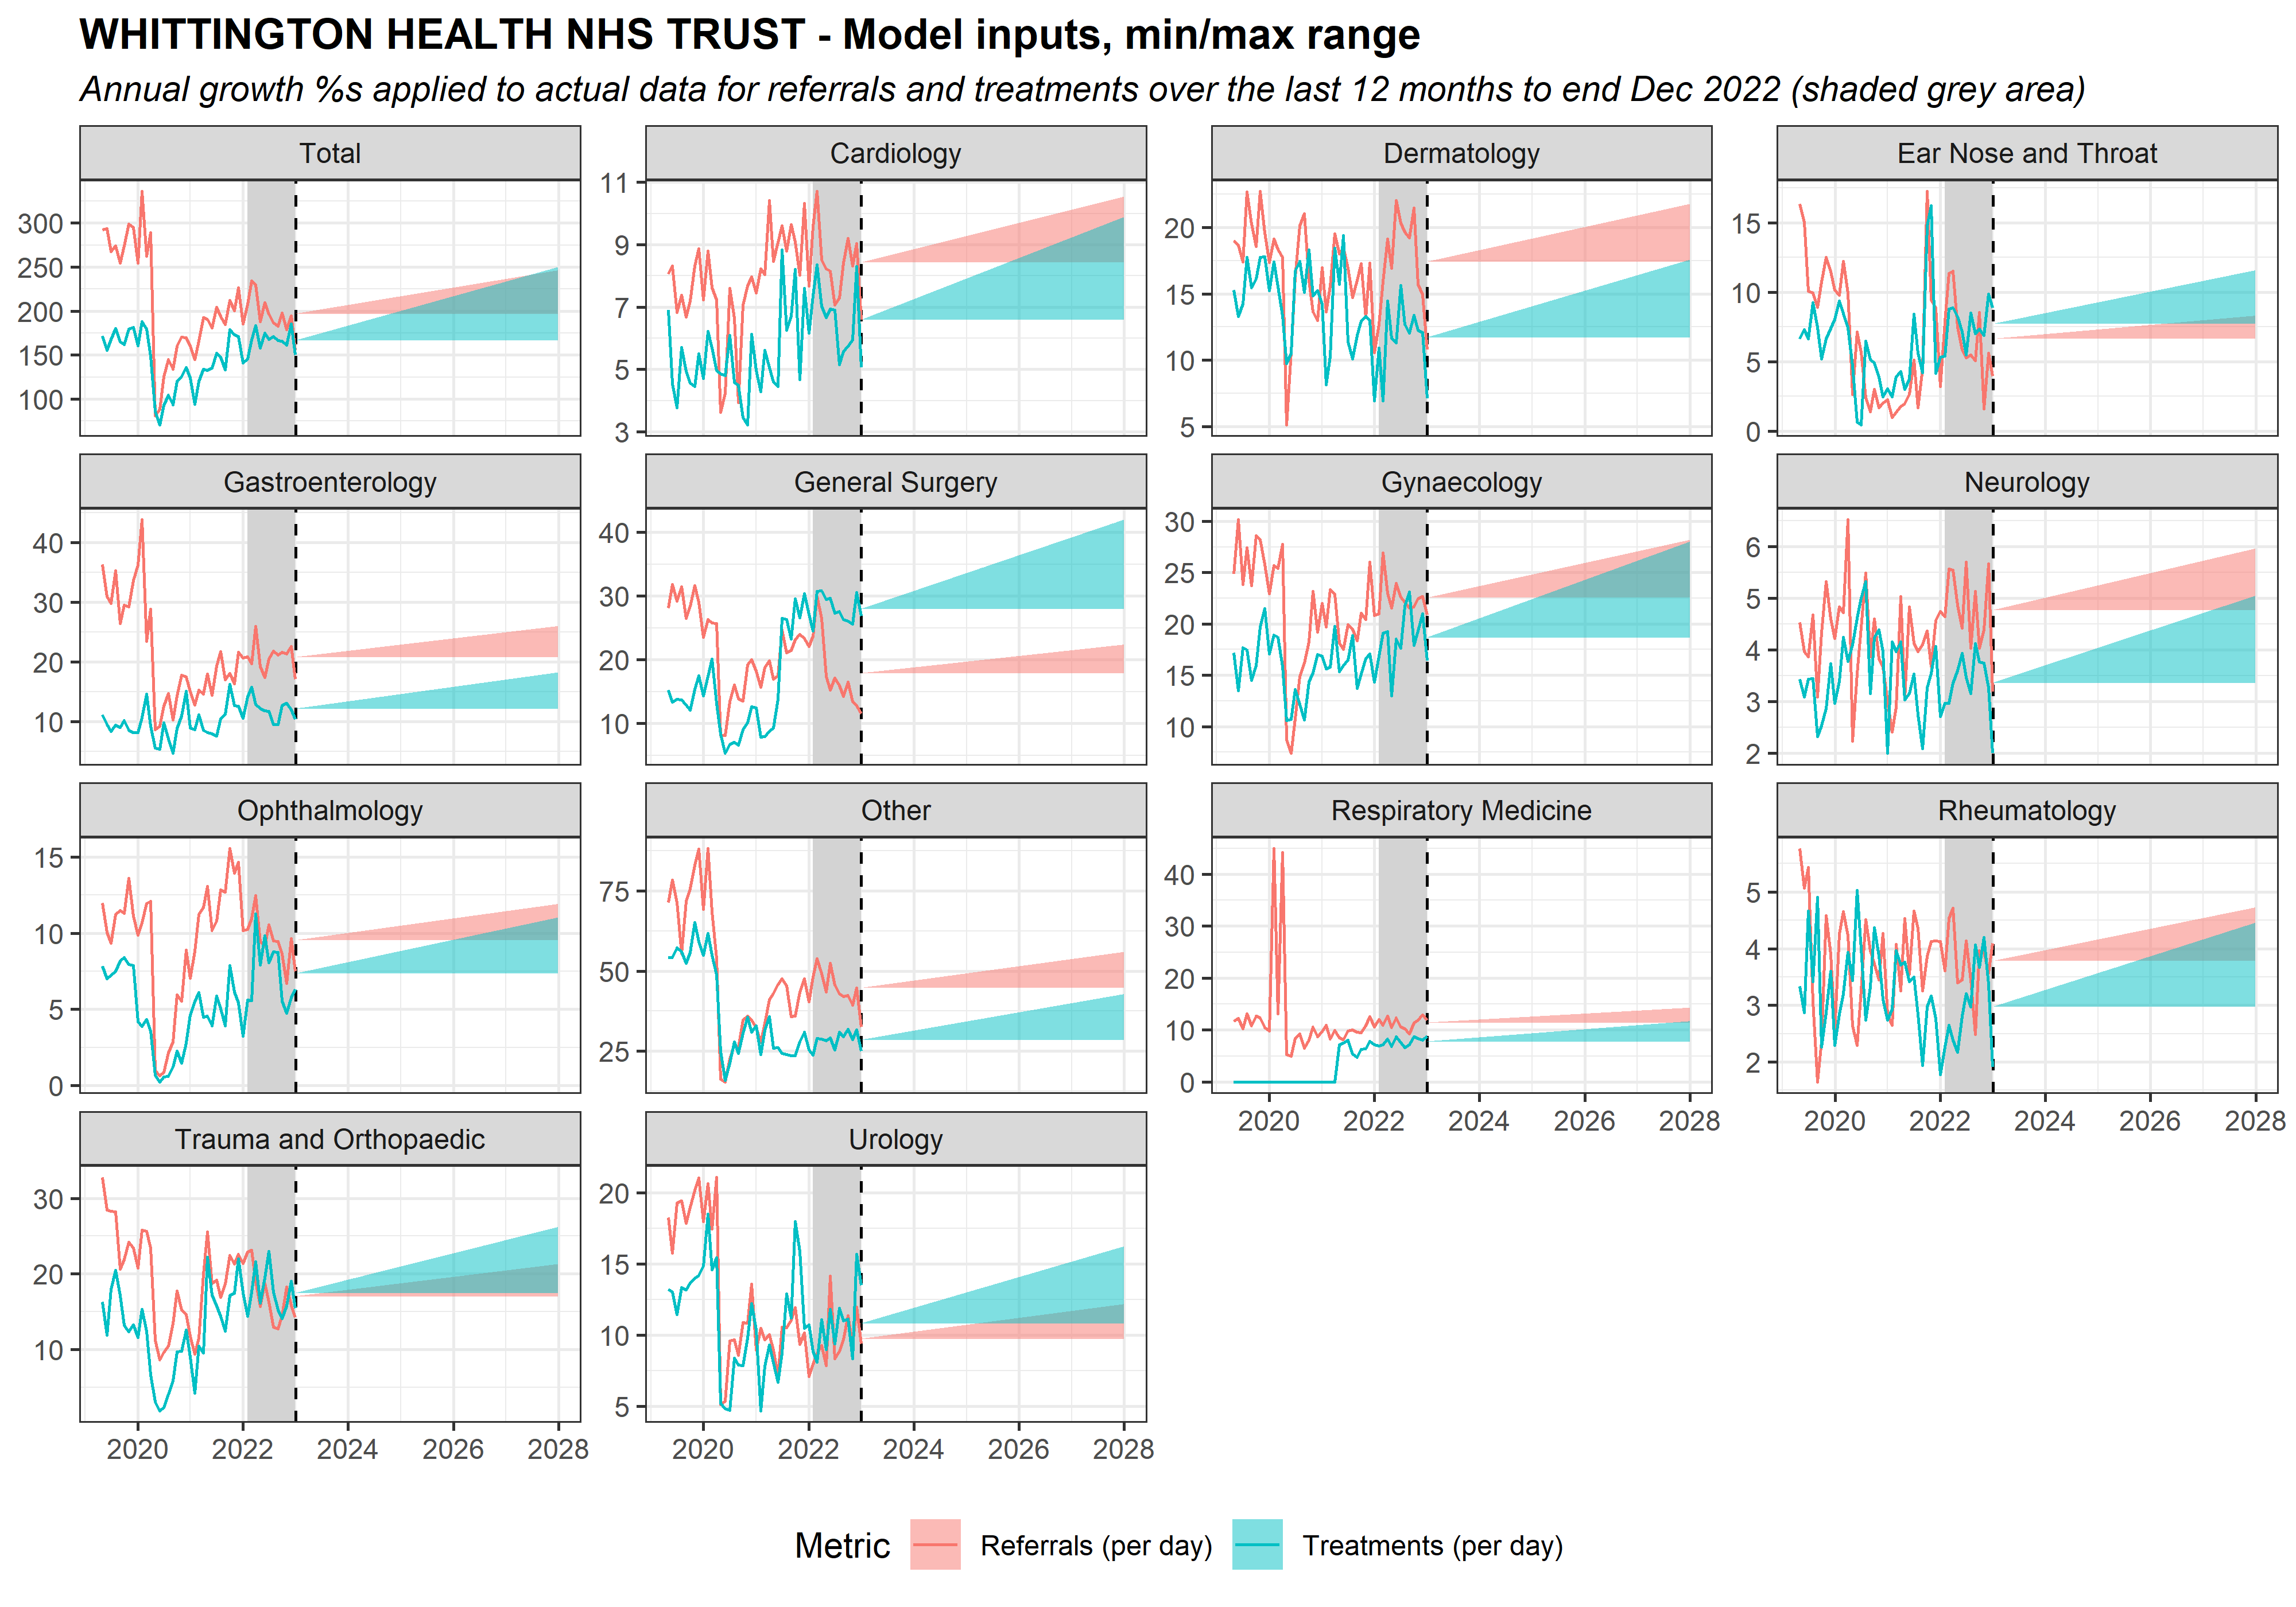 WHITTINGTON HEALTH NHS TRUST - Model inputs, min/max range
Annual growth %s applied to actual data for referrals and treatments over the last 12 months to end Dec 2022 (shaded grey area)
Total
300
250
200
150
100
Cardiology
11
9
7
5
3
Dermatology
20
15
10
5
Ear Nose and Throat
15
10
5
0
Gastroenterology
40
30
20
10
General Surgery
40
30
20
10
Gynaecology
30
25
20
15
10
Neurology
6
5
4
3
2
Ophthalmology
15
10
5
0
Other
75
50
25
Respiratory Medicine
40
30
20
10
0
2020 2022 2024 2026 2028
Rheumatology
5
4
3
2
2020 2022 2024 2026 2028
Trauma and Orthopaedic
30
20
10
2020 2022 2024 2026 2028
Urology
20
15
10
5
2020 2022 2024 2026 2028
Metric Referrals (per day) Treatments (per day)